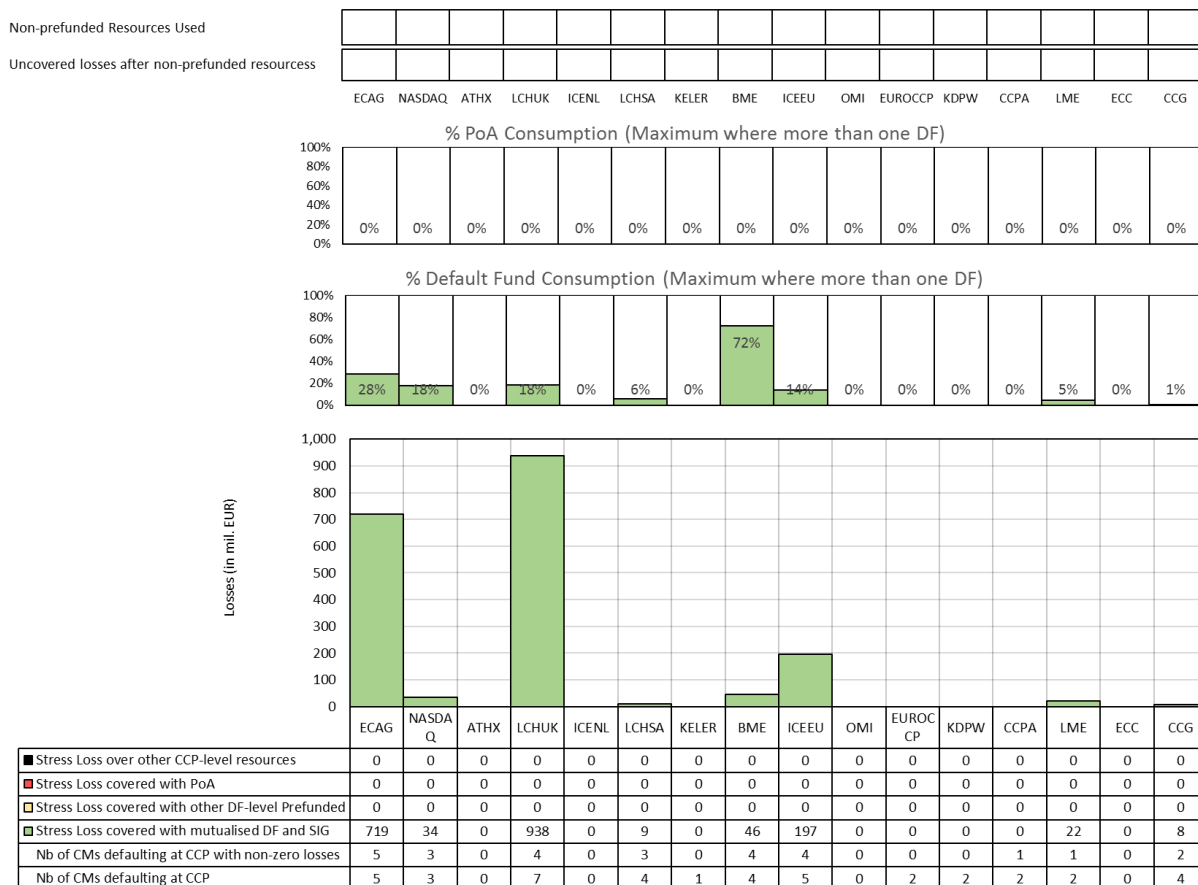 Non-prefunded Resources Used
Uncovered losses after non-prefunded resourcess
ECAG NASDAQ ATHX LCHUK ICENL LCHSA KELER BME ICEEU OMI EUROCCP KDPW CCPA LME ECC CCG
% PoA Consumption (Maximum where more than one DF)
100%
80%
60%
40%
20%
0%
0% 0% 0% 0% 0% 0% 0% 0% 0% 0% 0% 0% 0% 0% 0% 0%
% Default Fund Consumption (Maximum where more than one DF)
100%
80%
60%
40%
20%
0%
28% 18% 0% 18% 0% 6% 0% 72% 14% 0% 0% 0% 0% 5% 0% 1%
Losses (in mil. EUR)
1,000
900
800
700
600
500
400
300
200
100
0
ECAG NASDA Q ATHX LCHUK ICENL LCHSA KELER BME ICEEU OMI EUROC CP KDPW CCPA LME ECC CCG
Stress Loss over other CCP-level resources 0 0 0 0 0 0 0 0 0 0 0 0 0 0 0 0
Stress Loss covered with PoA 0 0 0 0 0 0 0 0 0 0 0 0 0 0 0 0
Stress Loss covered with other DF-level Prefunded 0 0 0 0 0 0 0 0 0 0 0 0 0 0 0 0
Stress Loss covered with mutualised DF and SIG 719 34 0 938 0 9 0 46 197 0 0 0 0 22 0 8
Nb of CMs defaulting at CCP with non-zero losses 5 3 0 4 0 3 0 4 4 0 0 0 1 1 0 2
Nb of CMs defaulting at CCP 5 3 0 7 0 4 1 4 5 0 2 2 2 2 0 4